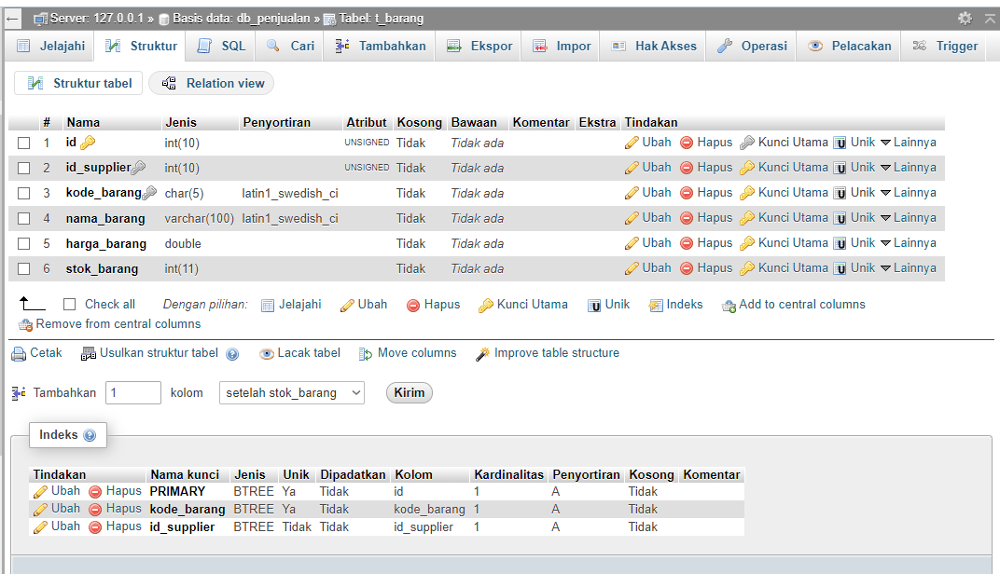 Server: 127.0.0.1 » Basis data: db_penjualan » Tabel: t_barang
Jelajahi Struktur SQL Cari Tambahkan Ekspor Impor Hak Akses Operasi Pelacakan Trigger
Struktur tabel Relation view
# Nama Jenis Penyortiran Atribut Kosong Bawaan Komentar Ekstra Tindakan
1 id int(10) UNSIGNED Tidak Tidak ada Ubah Hapus Kunci Utama Unik Lainnya
2 id_supplier int(10) UNSIGNED Tidak Tidak ada Ubah Hapus Kunci Utama Unik Lainnya
3 kode_barang char(5) latin1_swedish_ci Tidak Tidak ada Ubah Hapus Kunci Utama Unik Lainnya
4 nama_barang varchar(100) latin1_swedish_ci Tidak Tidak ada Ubah Hapus Kunci Utama Unik Lainnya
5 harga_barang double Tidak Tidak ada Ubah Hapus Kunci Utama Unik Lainnya
6 stok_barang int(11) Tidak Tidak ada Ubah Hapus Kunci Utama Unik Lainnya
Check all Dengan pilihan: Jelajahi Ubah Hapus Kunci Utama Unik Indeks Add to central columns
Remove from central columns
Cetak Usulkan struktur tabel Lacak tabel Move columns Improve table structure
Tambahkan 1 kolom setelah stok_barang Kirim
Indeks
Tindakan Nama kunci Jenis Unik Dipadatkan Kolom Kardinalitas Penyortiran Kosong Komentar
Ubah Hapus PRIMARY BTREE Ya Tidak id 1 A Tidak
Ubah Hapus kode_barang BTREE Ya Tidak kode_barang 1 A Tidak
Ubah Hapus id_supplier BTREE Tidak Tidak id_supplier 1 A Tidak